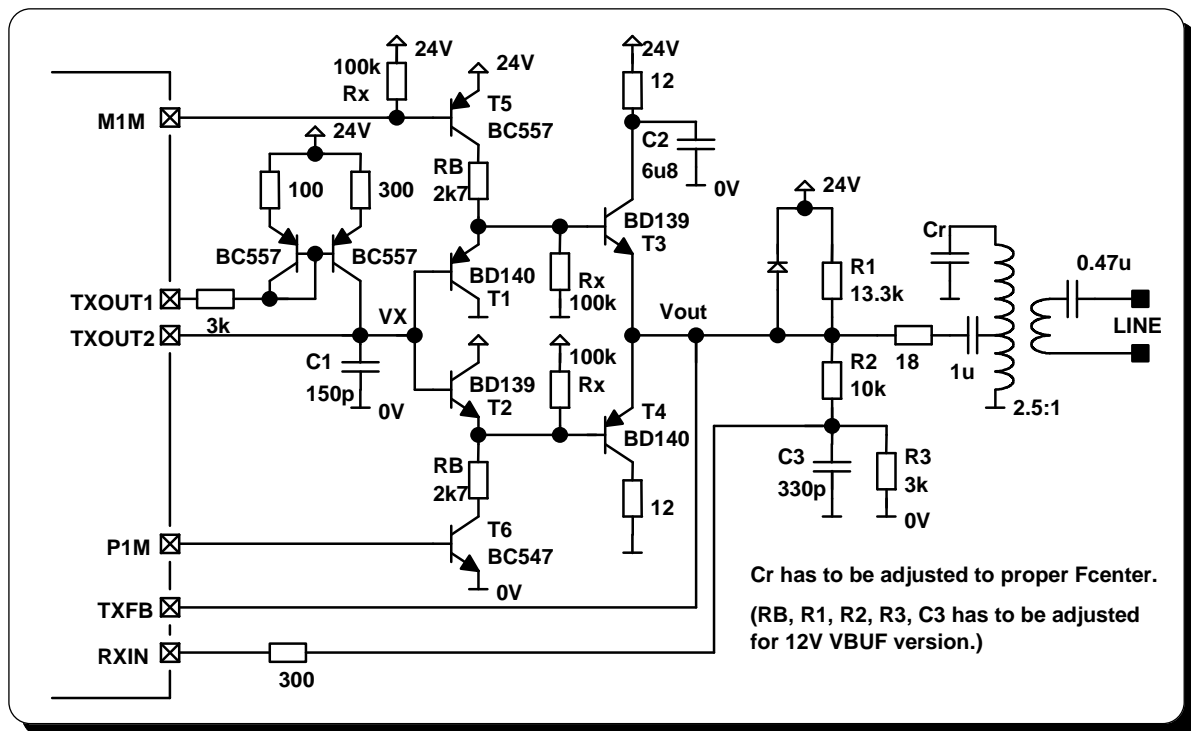 24V
24V
24V
100k
Rx
12
M1M
T5
BC557
24V
C2
6u8
0V
RB
2k7
100
300
24V
BC557
BC557
BD139
T3
Cr
BD140
T1
Rx
100k
R1
13.3k
0.47u
TXOUT1
3k
VX
Vout
LINE
TXOUT2
C1
150p
0V
BD139
T2
100k
Rx
T4
BD140
R2
10k
18
1u
2.5:1
RB
2k7
12
C3
330p
R3
3k
0V
P1M
T6
BC547
0V
TXFB
RXIN
300
Cr has to be adjusted to proper Fcenter.
(RB, R1, R2, R3, C3 has to be adjusted
for 12V VBUF version.)